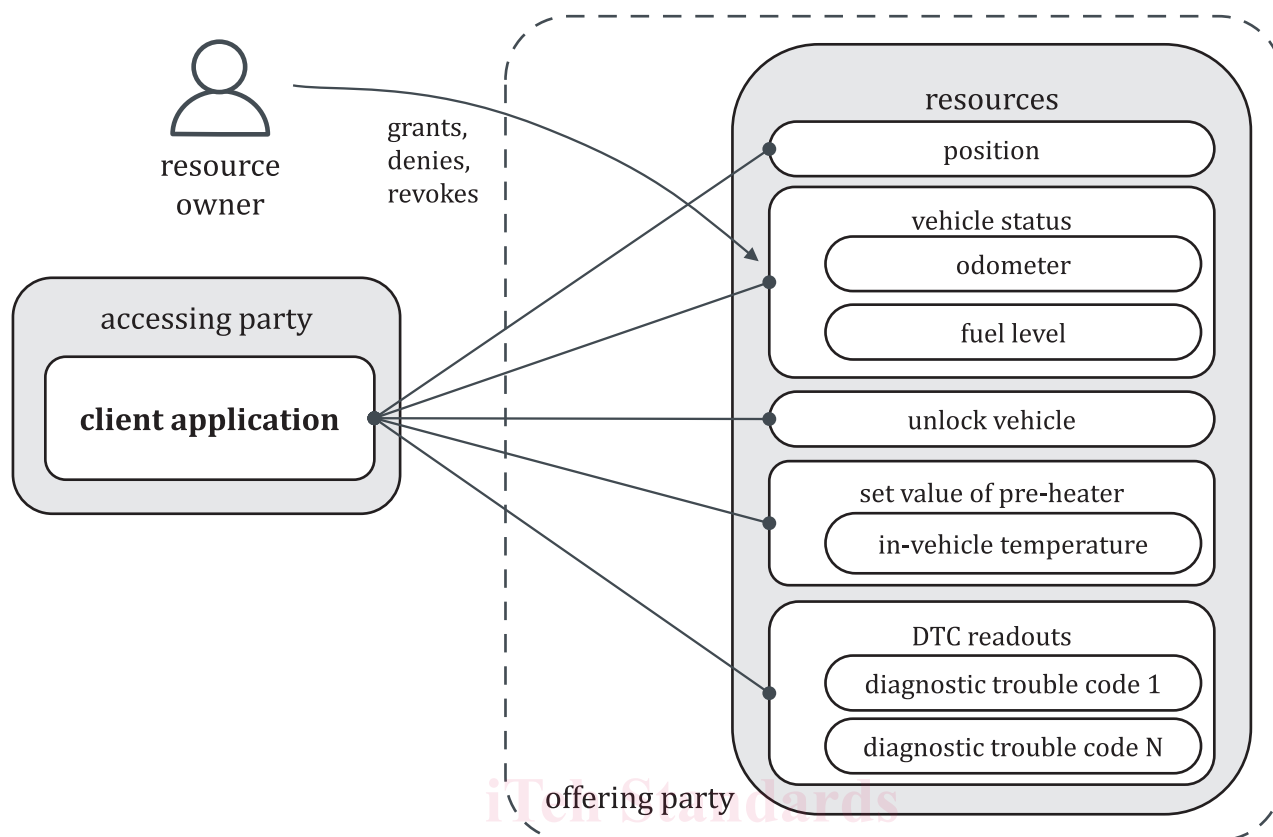 resource
owner
grants,
denies,
revokes
accessing party
client application
resources
position
vehicle status
odometer
fuel level
unlock vehicle
set value of pre-heater
in-vehicle temperature
DTC readouts
diagnostic trouble code 1
diagnostic trouble code N
offering party
iTeh Standards